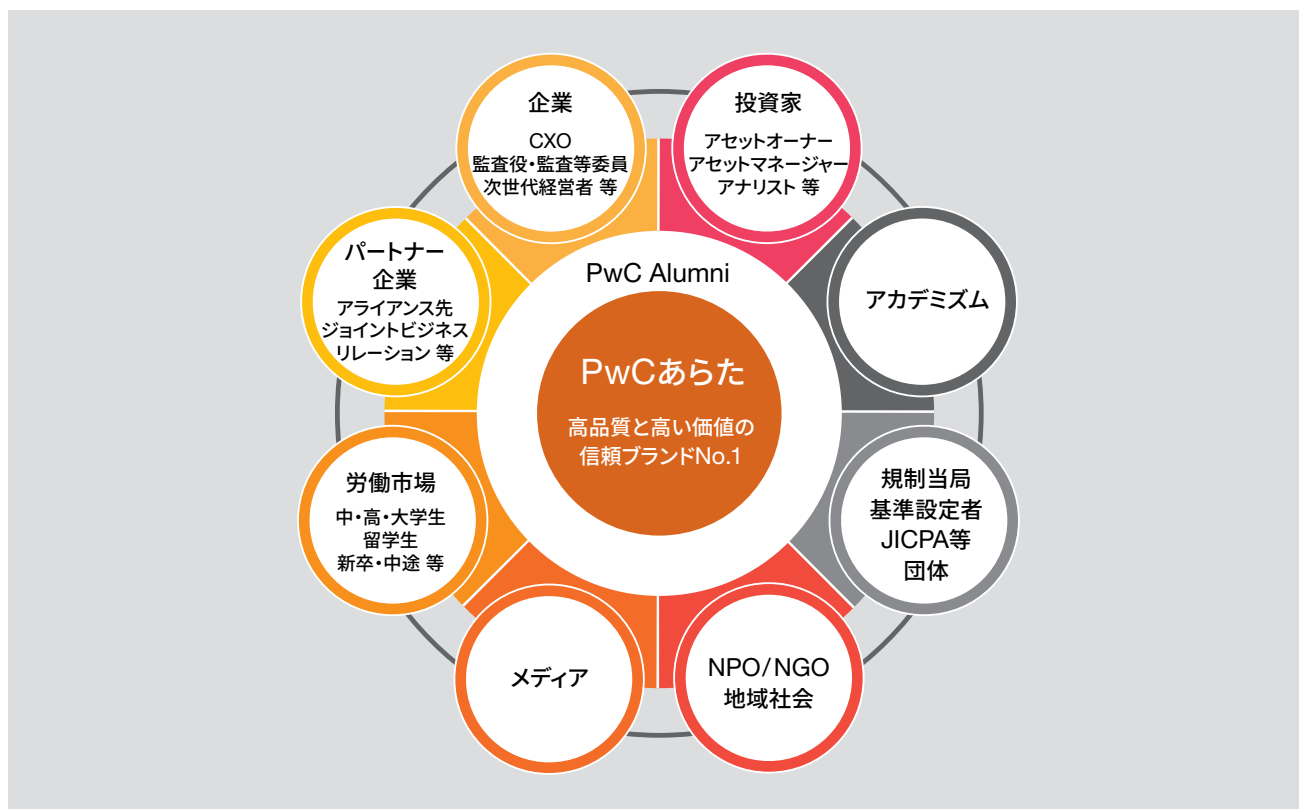 企業
CXO
監査役・監査等委員
次世代経営者 等
投資家
アセットオーナー
アセットマネージャー
アナリスト 等
パートナー
企業
アライアンス先
ジョイントビジネス
リレーション 等
PwC Alumni
アカデミズム
PwCあらた
高品質と高い価値の
信頼ブランドNo.1
労働市場
中・高・大学生
留学生
新卒・中途 等
規制当局
基準設定者
JICPA等
団体
メディア
NPO/NGO
地域社会